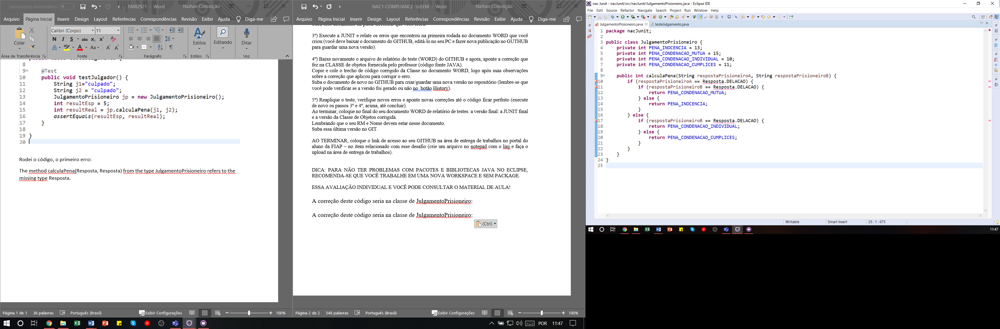 Salvamento Automático
RM82921 - Word
Nathan Conceição
Arquivo Página Inicial Inserir Design Layout Referências Correspondências Revisão Exibir Ajuda Diga-me
Colar
Calibri (Corpo) 11
N I S abc x₂ x²
Aa
Estilos
Editando
Ditar
Área de Transferência Fonte Parágrafo Estilos Voz
8
9 @Test
10 public void testJulgador() {
11 String j1="culpado";
12 String j2 = "culpado";
13 JulgamentoPrisioneiro jp = new JulgamentoPrisioneiro();
14 int resultEsp = 5;
15 int resultReal = jp.calculaPena(j1, j2);
16 assertEquals(resultEsp, resultReal);
17 }
18
19 }
20
Rodei o código, o primeiro erro:
The method calculaPena(Resposta, Resposta) from the type JulgamentoPrisioneiro refers to the
missing type Resposta.
Página 1 de 1 36 palavras Português (Brasil) Exibir Configurações 100%
NAC1-COMPLIANCE-1oSEM - Word
Nathan Conceição
Arquivo Página Inicial Inserir Design Layout Referências Correspondências Revisão Exibir Ajuda Diga-me
3º) Execute a JUNIT e relate os erros que encontrou na primeira rodada no documento WORD que você
criou (você deve baixar o documento do GITHUB, editá-lo no seu PC e fazer nova publicação no GUTHUB
para guardar uma nova versão).
4º) Baixe novamente o arquivo de relatório de teste (WORD) do GITHUB e agora, aponte a correção que
fez na CLASSE de objetos fornecida pelo professor (código fonte JAVA).
Copie e cole o trecho de código corrigido da Classe no documento WORD, logo após suas observações
sobre a correção que aplicou para corrigir o erro.
Suba o documento de novo no GITHUB para criar/guardar uma nova versão no repositório (lembre-se que
você pode verificar se a versão foi gerado ou não no botão History).
5º) Reaplique o teste, verifique novos erros e aponte novas correções até o código ficar perfeito (execute
de novo os passos 3º e 4º, acima, até concluir).
Ao terminar, coloque no final do seu documento WORD de relatório de testes: a versão final: a JUNIT final
e a versão da Classe de Objetos corrigida.
Lembrando que o seu RM e Nome devem estar nesse documento.
Suba essa última versão no GIT.
AO TERMINAR, coloque o link de acesso ao seu GITHUB na área de entrega de trabalhos no portal do
aluno da FIAP – no item relacionado com esse desafio (crie um arquivo no notepad com o linj e faça o
upload na área de entrega de trabalhos).
DICA: PARA NÃO TER PROBLEMAS COM PACOTES E BIBLIOTECAS JAVA NO ECLIPSE,
RECOMENDA-SE QUE VOCÊ TRABALHE EM UMA NOVA WORKSPACE E SEM PACKAGE.
ESSA AVALIAÇÃO INDIVIDUAL E VOCÊ PODE CONSULTAR O MATERIAL DE AULA!
A correção deste código seria na classe de JulgamentoPrisioneiro:
A correção deste código seria na classe de JulgamentoPrisioneiro:
(Ctrl)
Página 2 de 2 548 palavras Português (Brasil) Exibir Configurações 100%
POR 11:47
nac Junit - nacJunit/src/nacJunit/JulgamentoPrisioneiro.java - Eclipse IDE
File Edit Source Refactor Navigate Search Project Run Window Help
JulgamentoPrisioneiro.java testeJulgamento.java
1 package nacJunit;
2
3 public class JulgamentoPrisioneiro {
4 private int PENA_INOCENCIA = 13;
5 private int PENA_CONDENACAO_MUTUA = 15;
6 private int PENA_CONDENACAO_INDIVIDUAL = 10;
7 private int PENA_CONDENACAO_CUMPLICES = 11;
8
9 public int calculaPena(String respostaPrisioneiroA, String respostaPrisioneiroB) {
10 if (respostaPrisioneiroA == Resposta.DELACAO) {
11 if (respostaPrisioneiroB == Resposta.DELACAO) {
12 return PENA_CONDENACAO_MUTUA;
13 } else {
14 return PENA_INOCENCIA;
15 }
16 } else {
17 if (respostaPrisioneiroB == Resposta.DELACAO) {
18 return PENA_CONDENACAO_INDIVIDUAL;
19 } else {
20 return PENA_CONDENACAO_CUMPLICES;
21 }
22 }
23 }
24 }
25
Writable Smart Insert 25 : 1 : 675
11:47